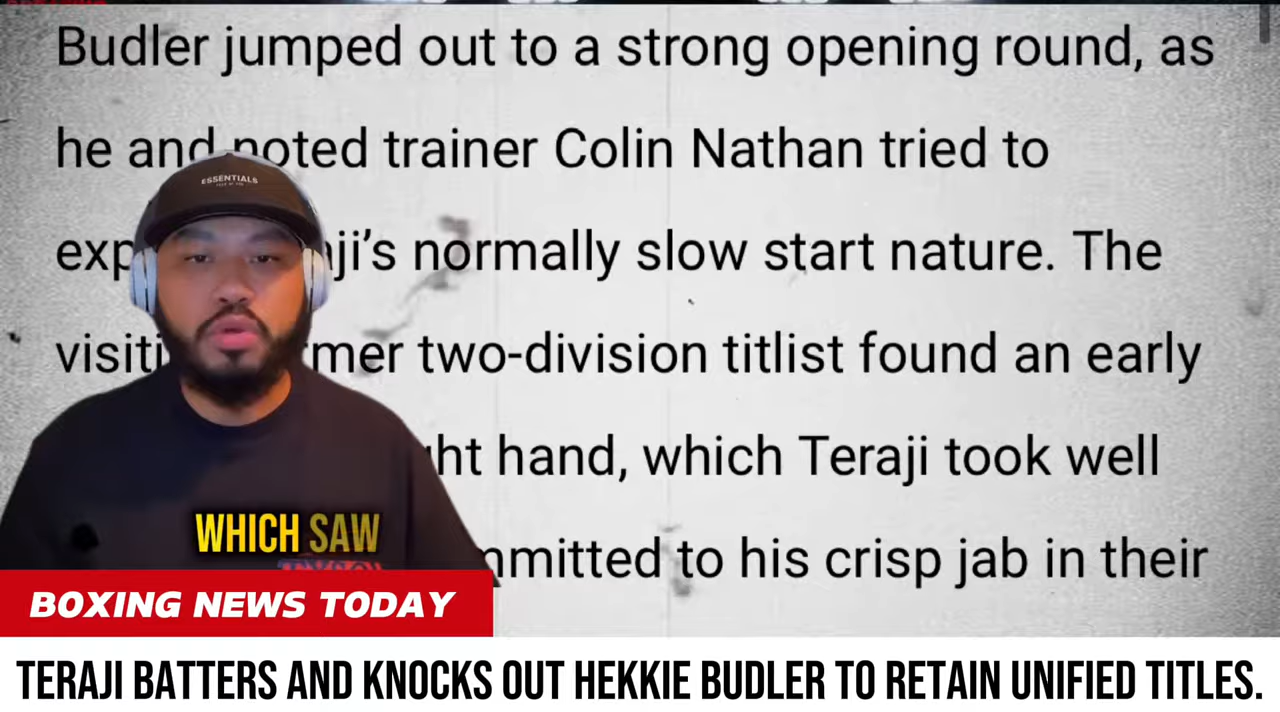 Budler jumped out to a strong opening round, as
he and noted trainer Colin Nathan tried to
normally slow start nature. The
two-division titlist found an early
hand, which Teraji took well
to his crisp jab in their
ESSENTIALS
WHICH SAW
BOXING NEWS TODAY
TERAJI BATTERS AND KNOCKS OUT HEKKIE BUDLER TO RETAIN UNIFIED TITLES.